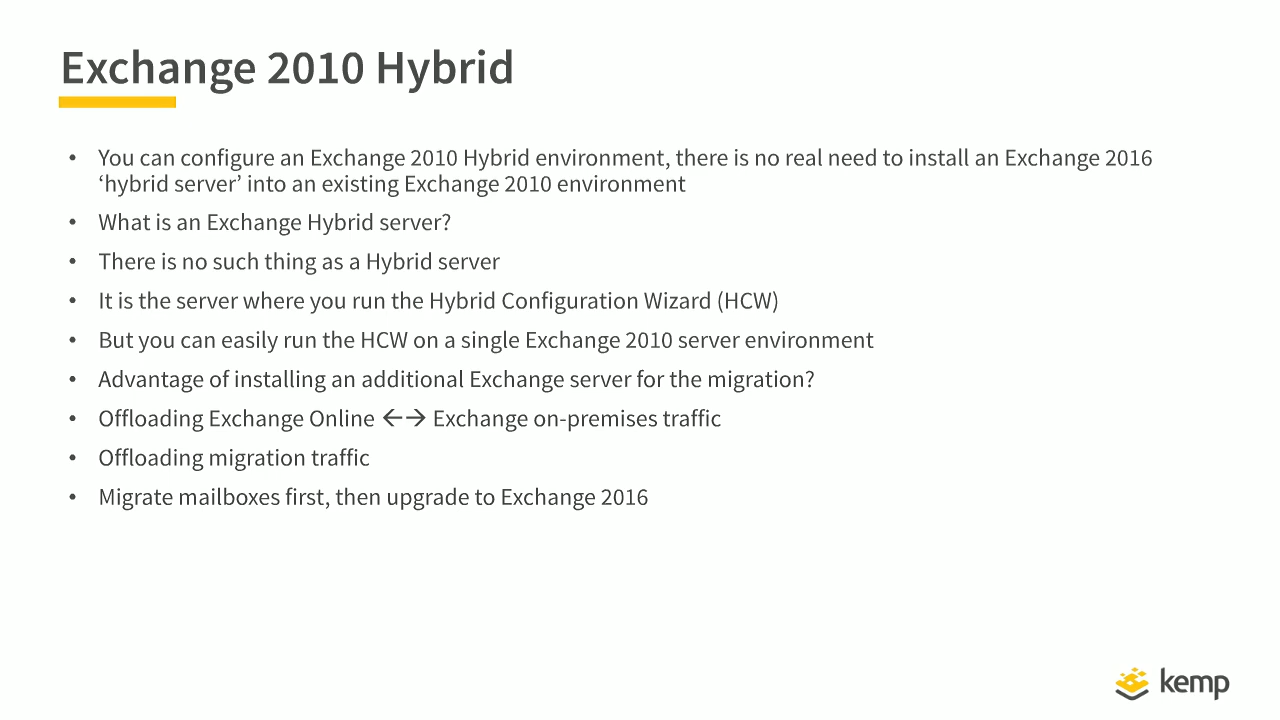 Exchange 2010 Hybrid
• You can configure an Exchange 2010 Hybrid environment, there is no real need to install an Exchange 2016
‘hybrid server’ into an existing Exchange 2010 environment
• What is an Exchange Hybrid server?
• There is no such thing as a Hybrid server
• It is the server where you run the Hybrid Configuration Wizard (HCW)
• But you can easily run the HCW on a single Exchange 2010 server environment
• Advantage of installing an additional Exchange server for the migration?
• Offloading Exchange Online ←→ Exchange on-premises traffic
• Offloading migration traffic
• Migrate mailboxes first, then upgrade to Exchange 2016
kemp